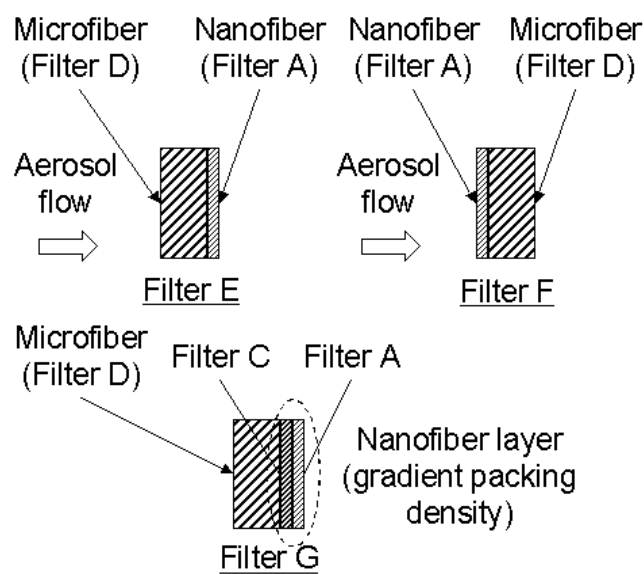 Microfiber
(Filter D)
Nanofiber
(Filter A)
Aerosol
flow
Filter E
Nanofiber
(Filter A)
Microfiber
(Filter D)
Aerosol
flow
Filter F
Microfiber
(Filter D)
Filter C
Filter A
Nanofiber layer
(gradient packing
density)
Filter G